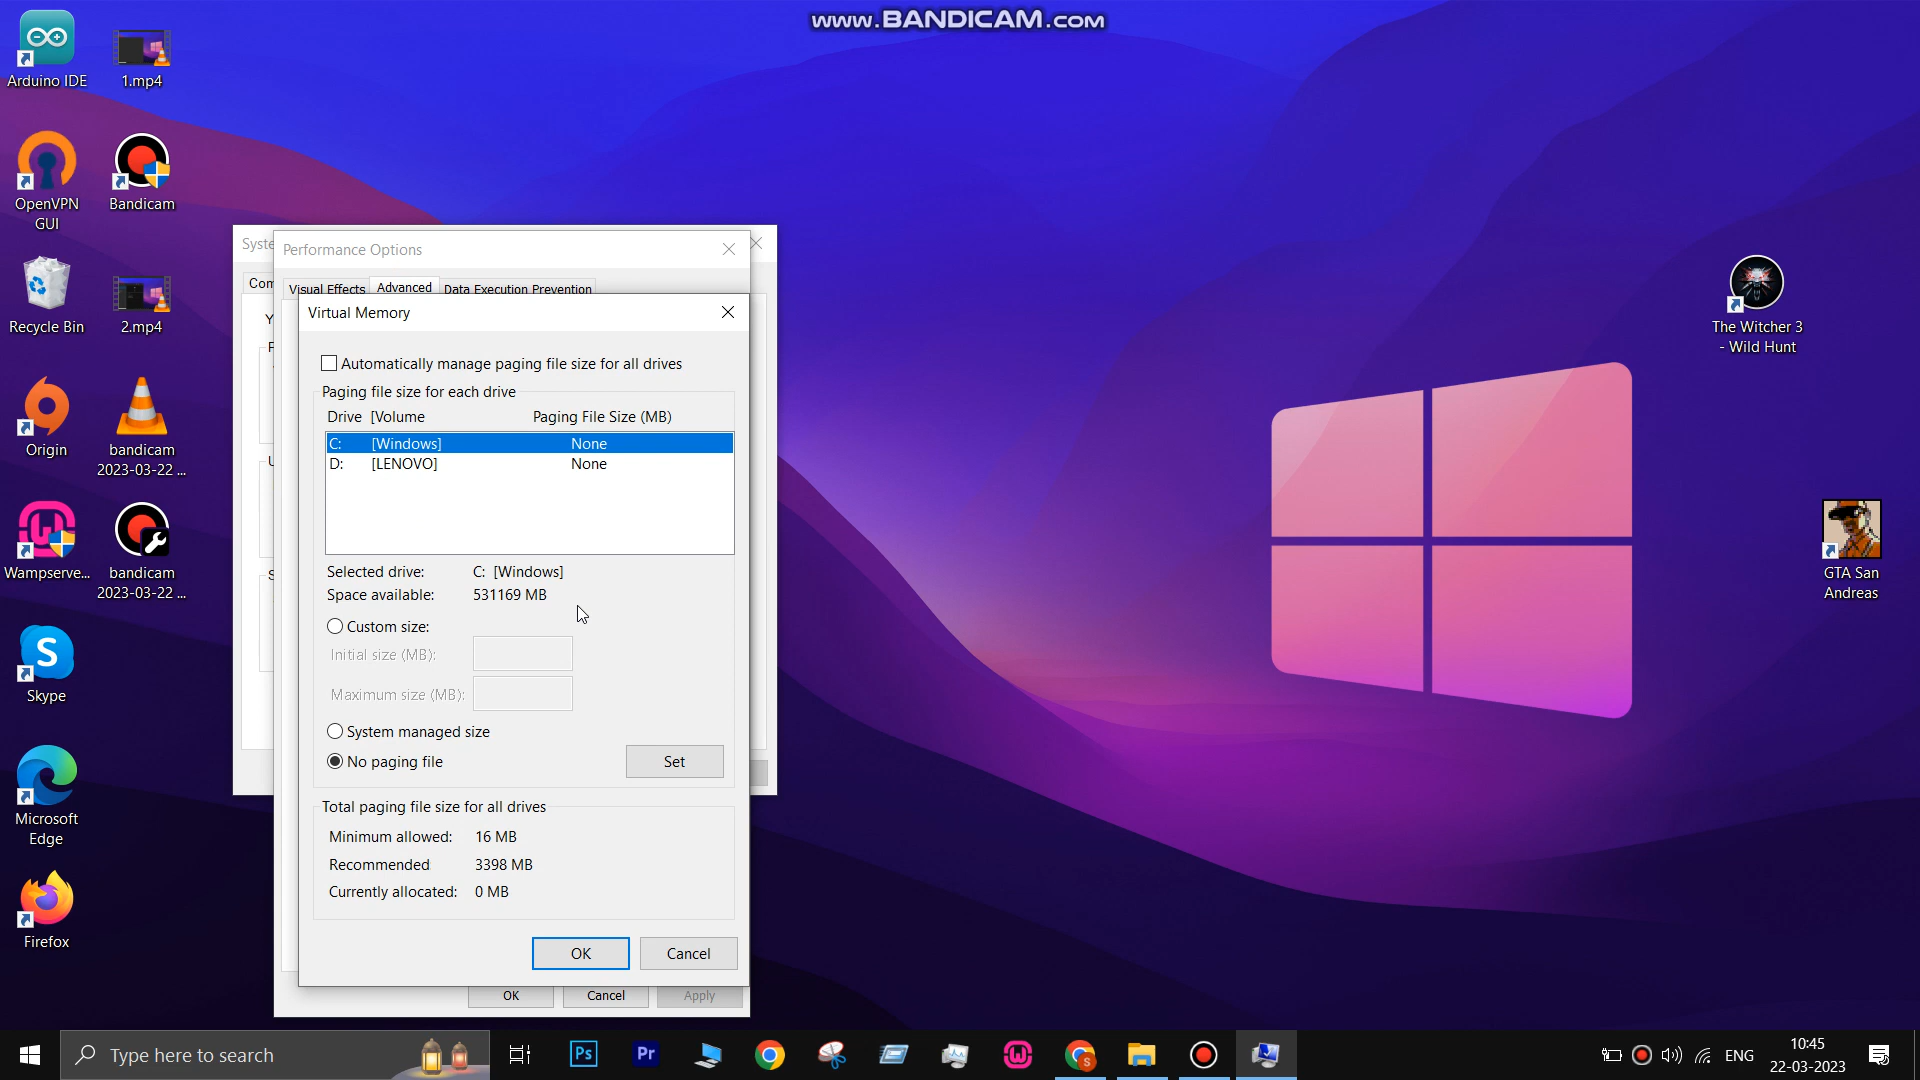 www.BANDICAM.com
Arduino IDE
1.mp4
OpenVPN
GUI
Bandicam
Recycle Bin
2.mp4
Origin
bandicam
2023-03-22 ...
Wampserve...
bandicam
2023-03-22 ...
Skype
Microsoft
Edge
Firefox
The Witcher 3
- Wild Hunt
GTA San
Andreas
Syste
Com
Y
Performance Options
Visual Effects
Advanced
Data Execution Prevention
Virtual Memory
Automatically manage paging file size for all drives
Paging file size for each drive
Drive [Volume Paging File Size (MB)
C: [Windows] None
D: [LENOVO] None
Selected drive: C: [Windows]
Space available: 531169 MB
Custom size:
Initial size (MB):
Maximum size (MB):
System managed size
No paging file
Set
Total paging file size for all drives
Minimum allowed: 16 MB
Recommended 3398 MB
Currently allocated: 0 MB
OK Cancel
OK Cancel Apply
Type here to search
Ps
Pr
ENG
10:45
22-03-2023